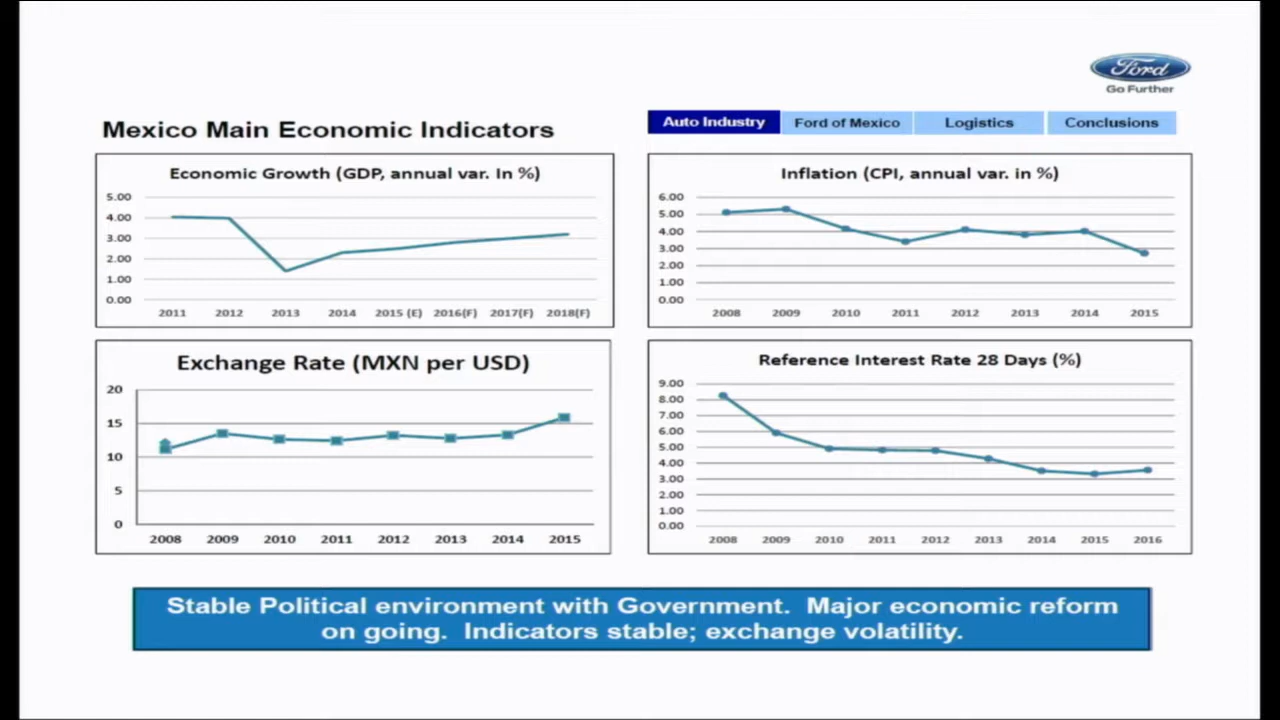 Ford
Go Further
Mexico Main Economic Indicators
Auto Industry
Ford of Mexico
Logistics
Conclusions
Economic Growth (GDP, annual var. In %)
5.00
4.00
3.00
2.00
1.00
0.00
2011 2012 2013 2014 2015 (E) 2016(F) 2017(F) 2018(F)
Inflation (CPI, annual var. in %)
6.00
5.00
4.00
3.00
2.00
1.00
0.00
2008 2009 2010 2011 2012 2013 2014 2015
Exchange Rate (MXN per USD)
20
15
10
5
0
2008 2009 2010 2011 2012 2013 2014 2015
Reference Interest Rate 28 Days (%)
9.00
8.00
7.00
6.00
5.00
4.00
3.00
2.00
1.00
0.00
2008 2009 2010 2011 2012 2013 2014 2015 2016
Stable Political environment with Government. Major economic reform
on going. Indicators stable; exchange volatility.